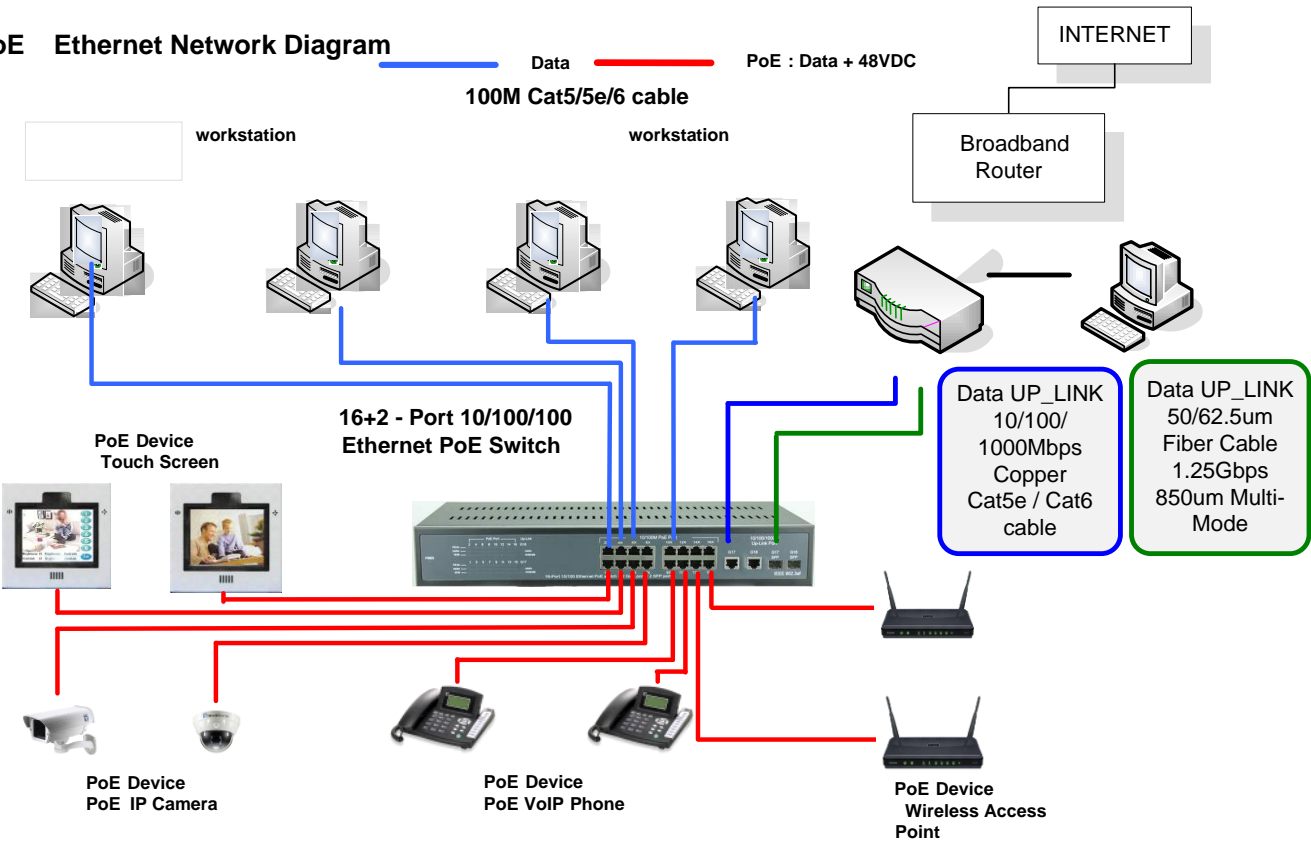 oE Ethernet Network Diagram
Data
PoE : Data + 48VDC
100M Cat5/5e/6 cable
INTERNET
Broadband
Router
workstation
workstation
16+2 - Port 10/100/100
Ethernet PoE Switch
Data UP_LINK
10/100/
1000Mbps
Copper
Cat5e / Cat6
cable
Data UP_LINK
50/62.5um
Fiber Cable
1.25Gbps
850um Multi-
Mode
PoE Device
Touch Screen
PoE Device
PoE IP Camera
PoE Device
PoE VoIP Phone
PoE Device
Wireless Access
Point